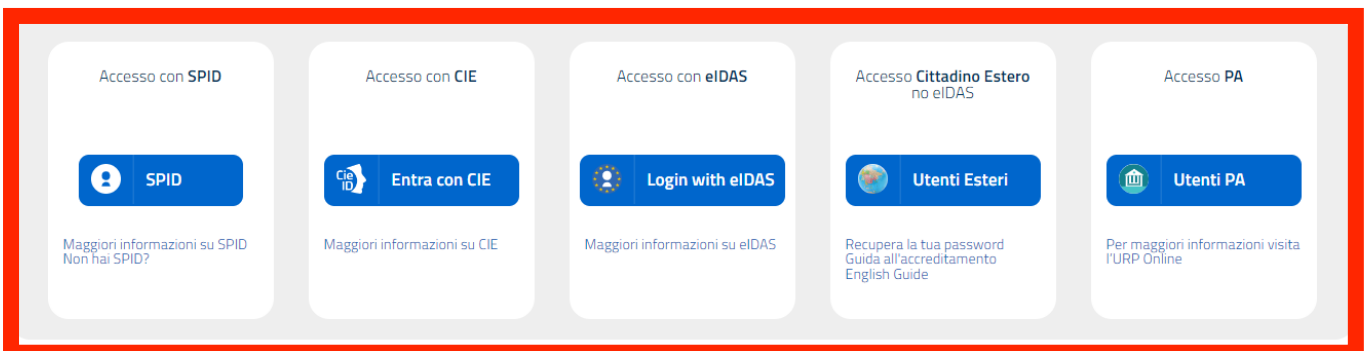 Accesso con SPID
SPID
Maggiori informazioni su SPID
Non hai SPID?
Accesso con CIE
Cie
ID
Entra con CIE
Maggiori informazioni su CIE
Accesso con eIDAS
Login with eIDAS
Maggiori informazioni su eIDAS
Accesso Cittadino Estero
no eIDAS
Utenti Esteri
Recupera la tua password
Guida all'accreditamento
English Guide
Accesso PA
Utenti PA
Per maggiori informazioni visita
l'URP Online